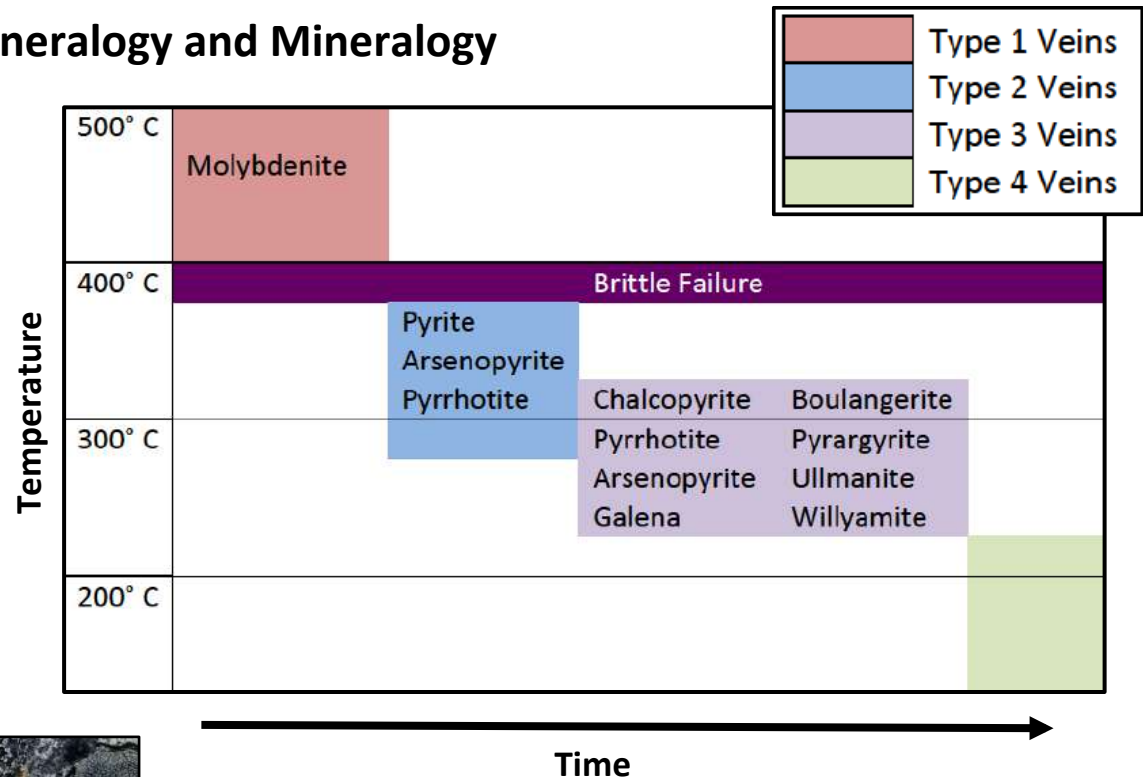 neralogy and Mineralogy
Type 1 Veins
Type 2 Veins
Type 3 Veins
Type 4 Veins
500° C
Molybdenite
400° C
Brittle Failure
Pyrite
Arsenopyrite
Pyrrhotite
Chalcopyrite Boulangerite
300° C
Pyrrhotite Pyrargyrite
Arsenopyrite Ullmanite
Galena Willyamite
200° C
Temperature
Time